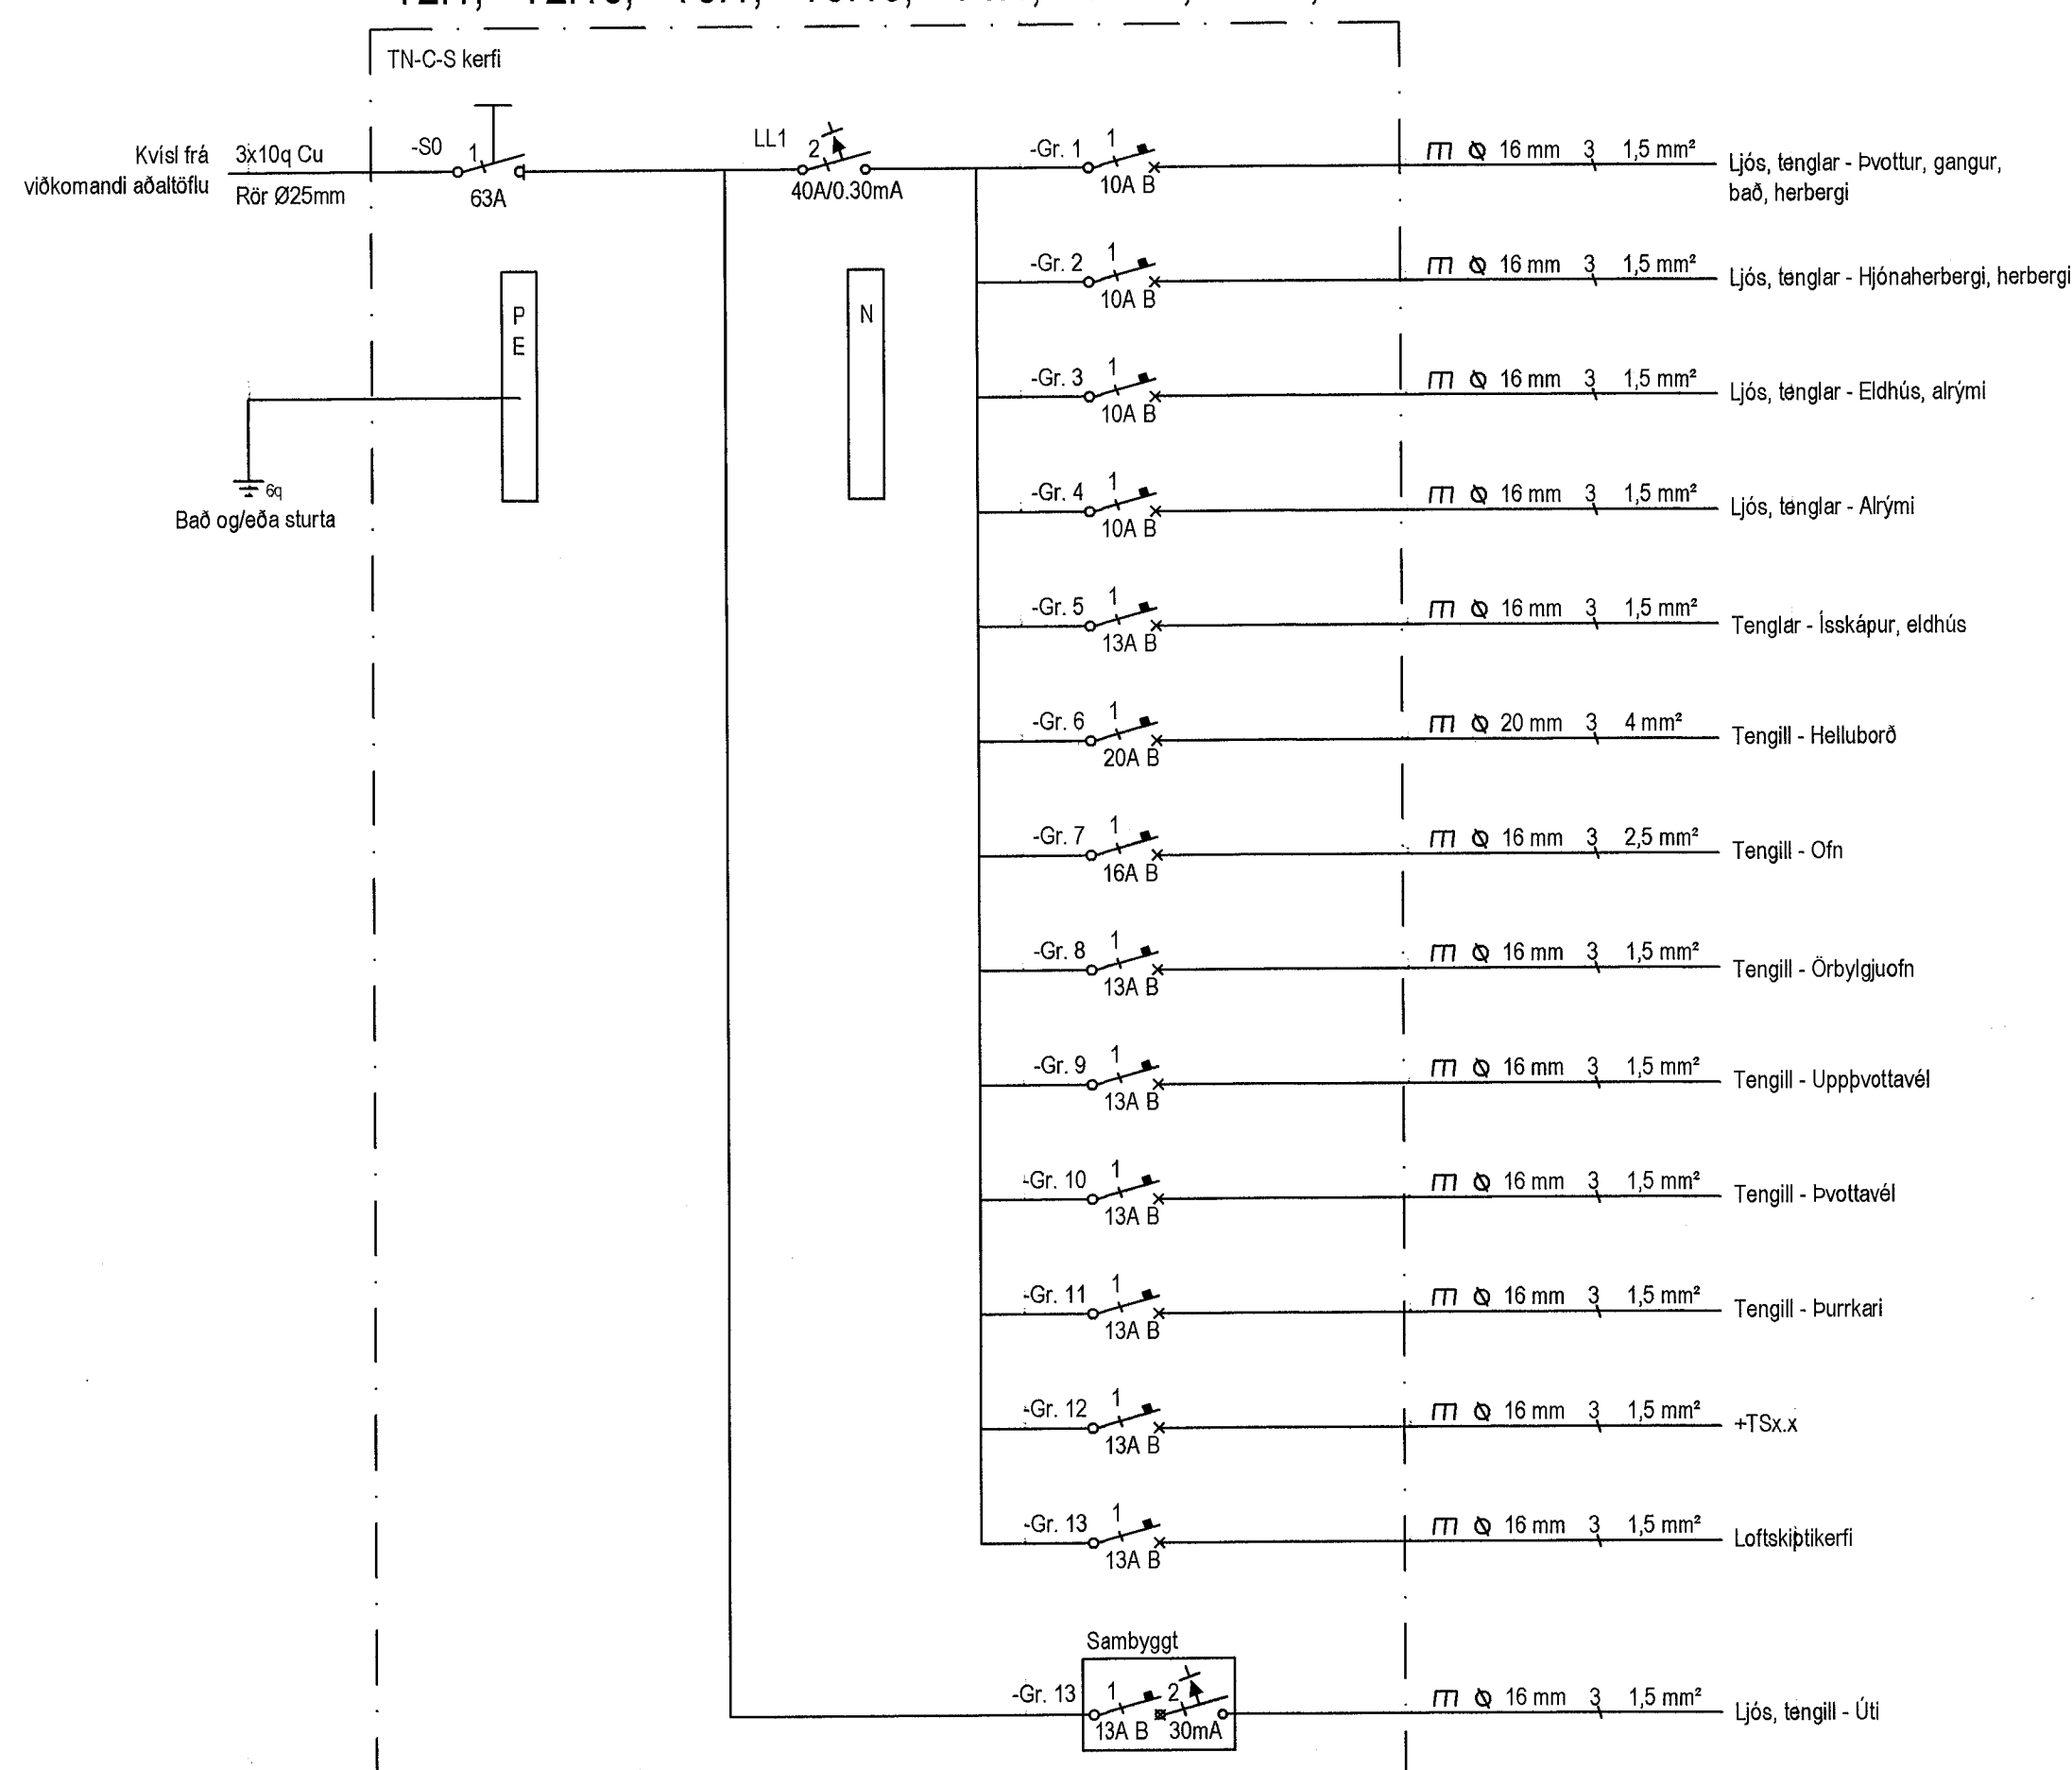 TN-C-S kerfi
Kvísl frá
viðkomandi aðaltöflu
3x10q Cu
Rör Ø25mm
-S0
1
63A
LL1
2
40A/0.30mA
P
E
N
6q
Bað og/eða sturta
-Gr. 1
1
10A B
16 mm 3 1,5 mm²
Ljós, tenglar - Þvottur, gangur,
bað, herbergi
-Gr. 2
1
10A B
16 mm 3 1,5 mm²
Ljós, tenglar - Hjónaherbergi, herbergi
-Gr. 3
1
10A B
16 mm 3 1,5 mm²
Ljós, tenglar - Eldhús, alrými
-Gr. 4
1
10A B
16 mm 3 1,5 mm²
Ljós, tenglar - Alrými
-Gr. 5
1
13A B
16 mm 3 1,5 mm²
Tenglar - Ísskápur, eldhús
-Gr. 6
1
20A B
20 mm 3 4 mm²
Tengill - Helluborð
-Gr. 7
1
16A B
16 mm 3 2,5 mm²
Tengill - Ofn
-Gr. 8
1
13A B
16 mm 3 1,5 mm²
Tengill - Örbylgjuofn
-Gr. 9
1
13A B
16 mm 3 1,5 mm²
Tengill - Uppþvottavél
-Gr. 10
1
13A B
16 mm 3 1,5 mm²
Tengill - Þvottavél
-Gr. 11
1
13A B
16 mm 3 1,5 mm²
Tengill - Þurrkari
-Gr. 12
1
13A B
16 mm 3 1,5 mm²
+TSx.x
-Gr. 13
1
13A B
16 mm 3 1,5 mm²
Loftskiptikerfi
Sambyggt
-Gr. 13
1
2
13A B
30mA
16 mm 3 1,5 mm²
Ljós, tengill - Úti